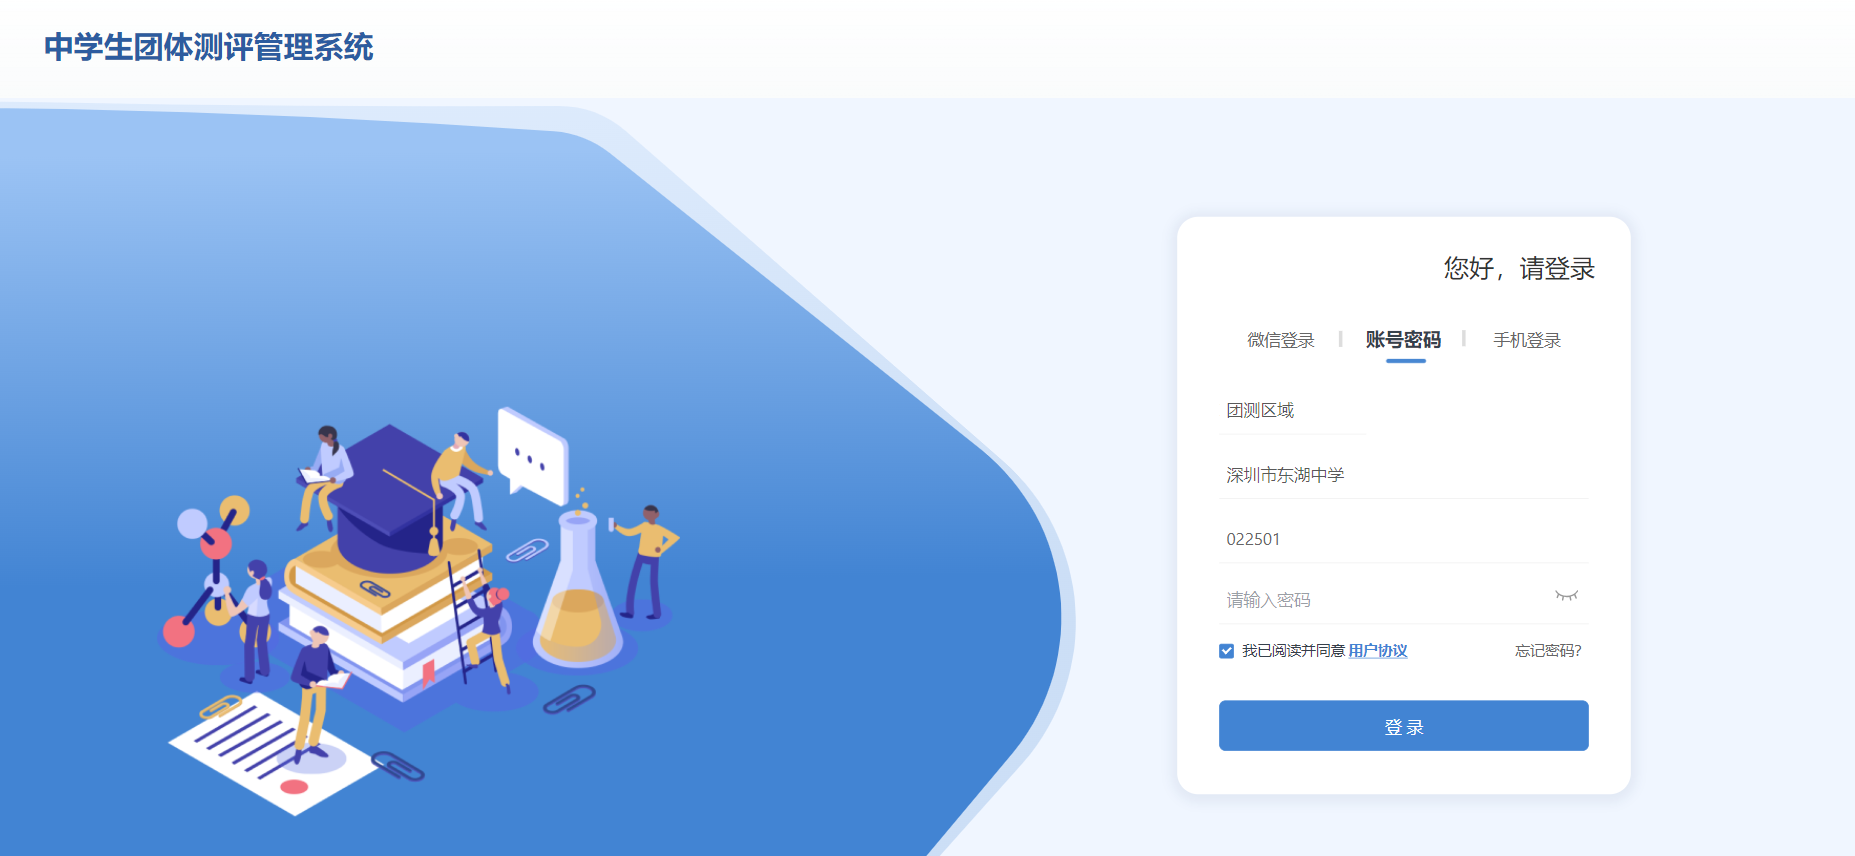 中学生团体测评管理系统
您好，请登录
微信登录 账号密码 手机登录
团测区域
深圳市东湖中学
022501
请输入密码
我已阅读并同意 用户协议 忘记密码?
登 录